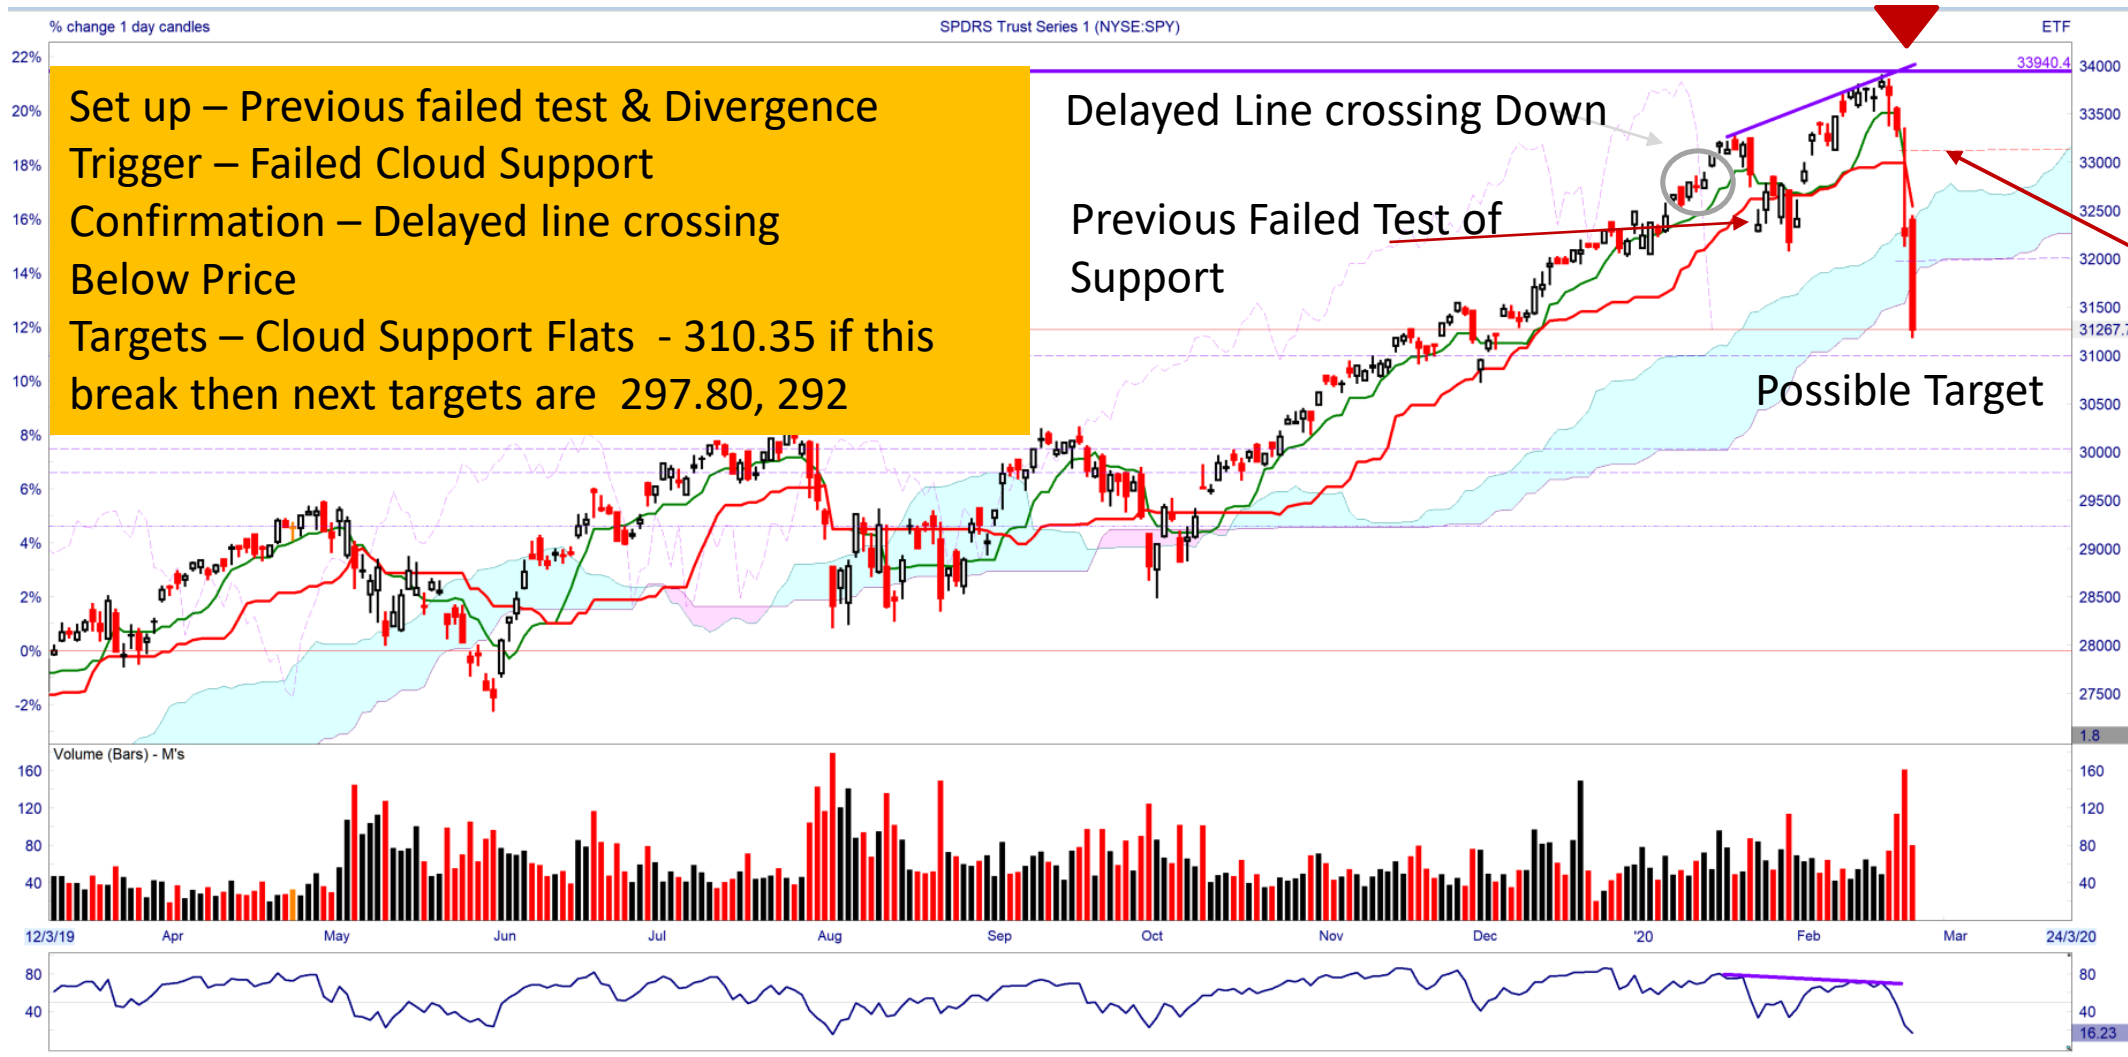 % change 1 day candles
SPDRS Trust Series 1 (NYSE:SPY)
ETF
22%
20%
18%
16%
14%
12%
10%
8%
6%
4%
2%
0%
-2%
Set up – Previous failed test & Divergence
Trigger – Failed Cloud Support
Confirmation – Delayed line crossing
Below Price
Targets – Cloud Support Flats - 310.35 if this
break then next targets are 297.80, 292
Delayed Line crossing Down
Previous Failed Test of
Support
Possible Target
33940.4
34000
33500
33000
32500
32000
31500
31267.7
31000
30500
30000
29500
29000
28500
28000
27500
1.8
Volume (Bars) - M's
160
120
80
40
160
120
80
40
12/3/19
Apr
May
Jun
Jul
Aug
Sep
Oct
Nov
Dec
'20
Feb
Mar
24/3/20
80
40
80
40
16.23